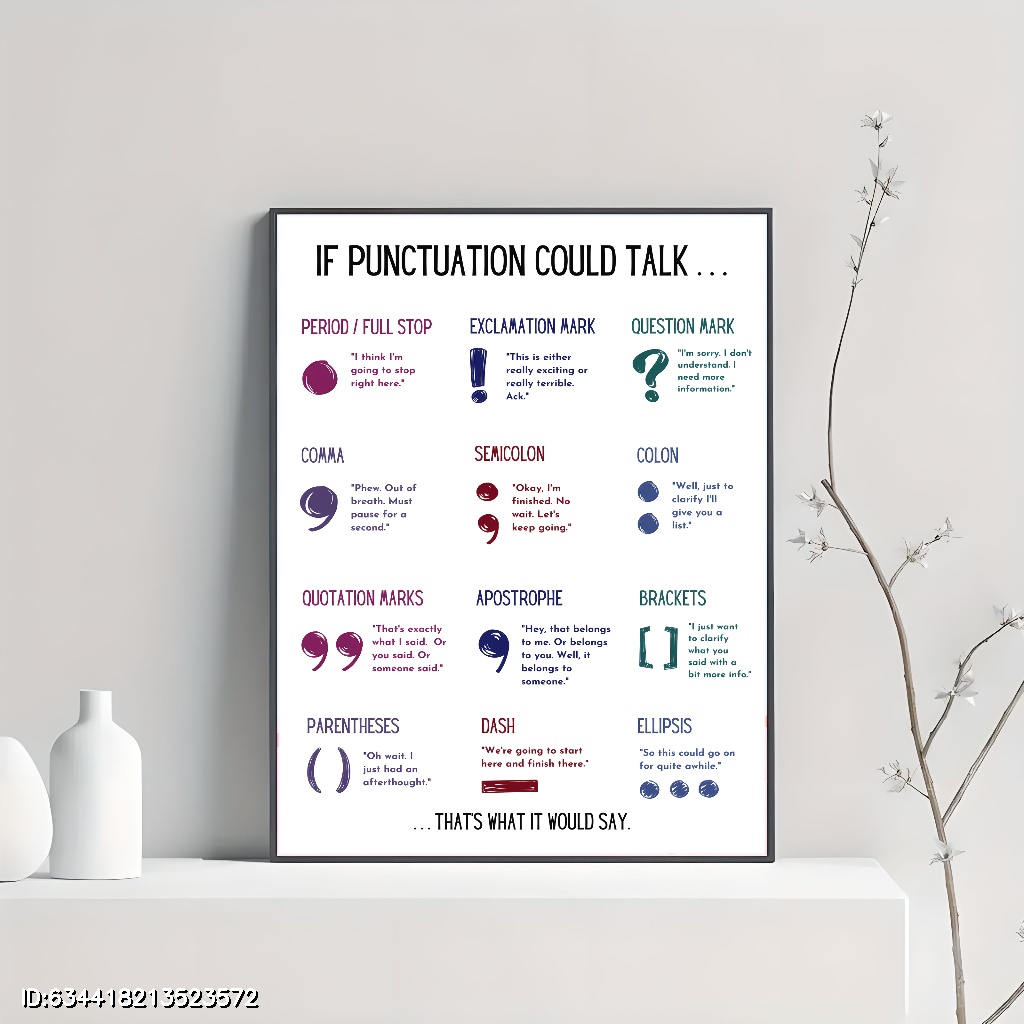 IF PUNCTUATION COULD TALK . . .
PERIOD / FULL STOP
"I think I'm
going to stop
right here."
EXCLAMATION MARK
!
"This is either
really exciting or
really terrible.
Ack."
QUESTION MARK
?
"I'm sorry. I don't
understand. I
need more
information."
COMMA
,
"Phew. Out of
breath. Must
pause for a
second."
SEMICOLON
;
"Okay, I'm
finished. No
wait. Let's
keep going."
COLON
:
"Well, just to
clarify I'll
give you a
list."
QUOTATION MARKS
”
"That's exactly
what I said. Or
you said. Or
someone said."
APOSTROPHE
’
"Hey, that belongs
to me. Or belongs
to you. Well, it
belongs to
someone."
BRACKETS
[ ]
"I just want
to clarify
what you
said with a
bit more info."
PARENTHESES
( )
"Oh wait. I
just had an
afterthought."
DASH
"We're going to start
here and finish there."
—
ELLIPSIS
"So this could go on
for quite awhile."
. . .
. . . THAT'S WHAT IT WOULD SAY.
ID:634418213523572